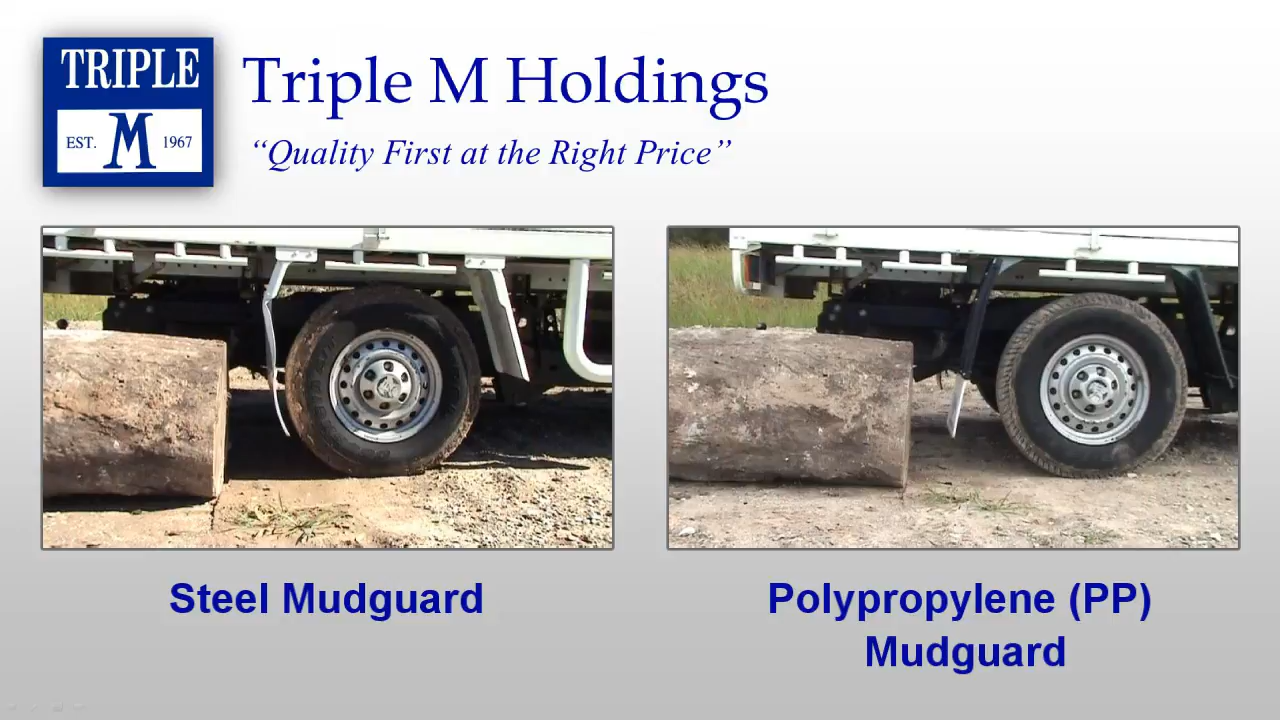 TRIPLE
EST. M 1967
Triple M Holdings
“Quality First at the Right Price”
Steel Mudguard
Polypropylene (PP)
Mudguard